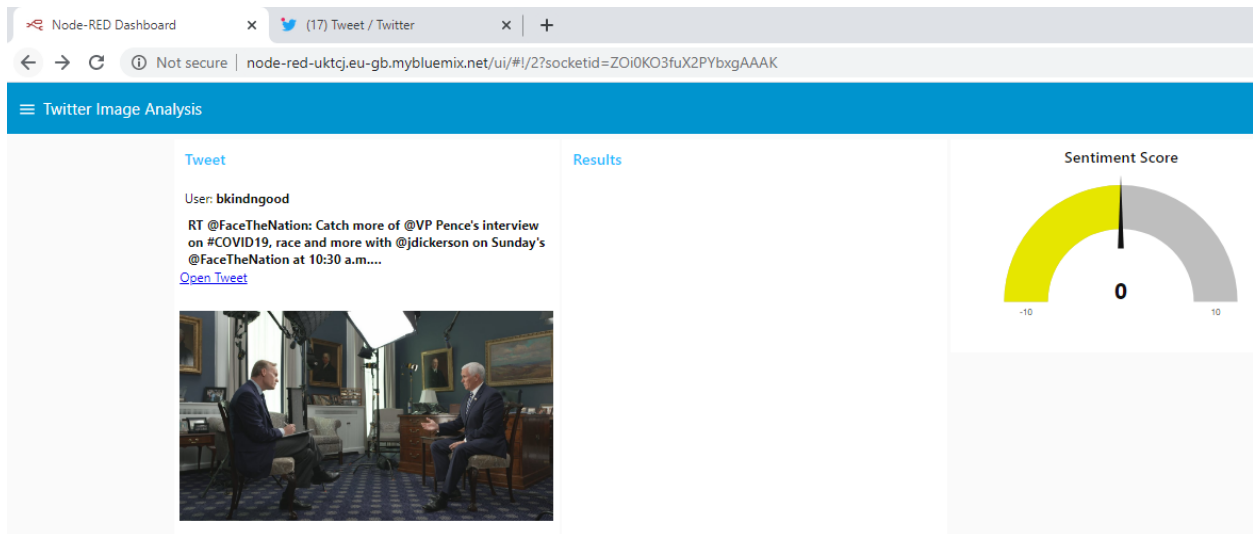 Node-RED Dashboard
(17) Tweet / Twitter
Not secure | node-red-uktcj.eu-gb.mybluemix.net/ui/#!/2?socketid=ZOi0KO3fuX2PYbxgAAAK
Twitter Image Analysis
Tweet
User: bkindngood
RT @FaceTheNation: Catch more of @VP Pence's interview
on #COVID19, race and more with @jdickerson on Sunday's
@FaceTheNation at 10:30 a.m....
Open Tweet
Results
Sentiment Score
0
-10
10